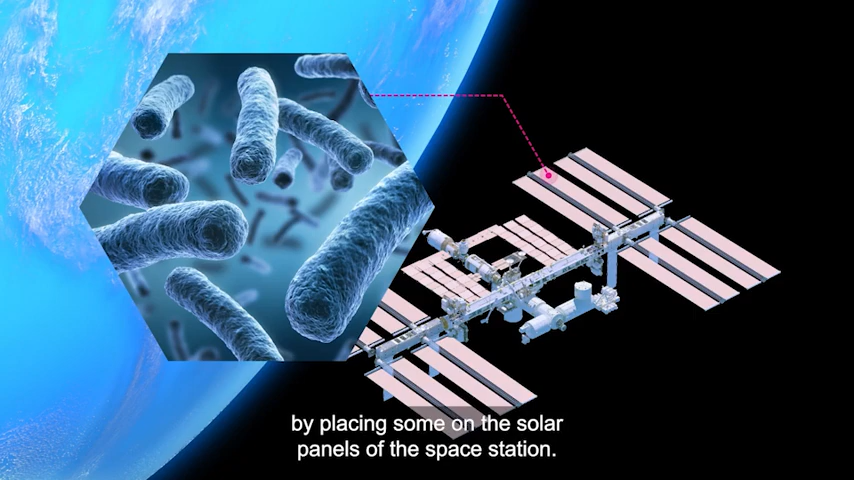 by placing some on the solar
panels of the space station.